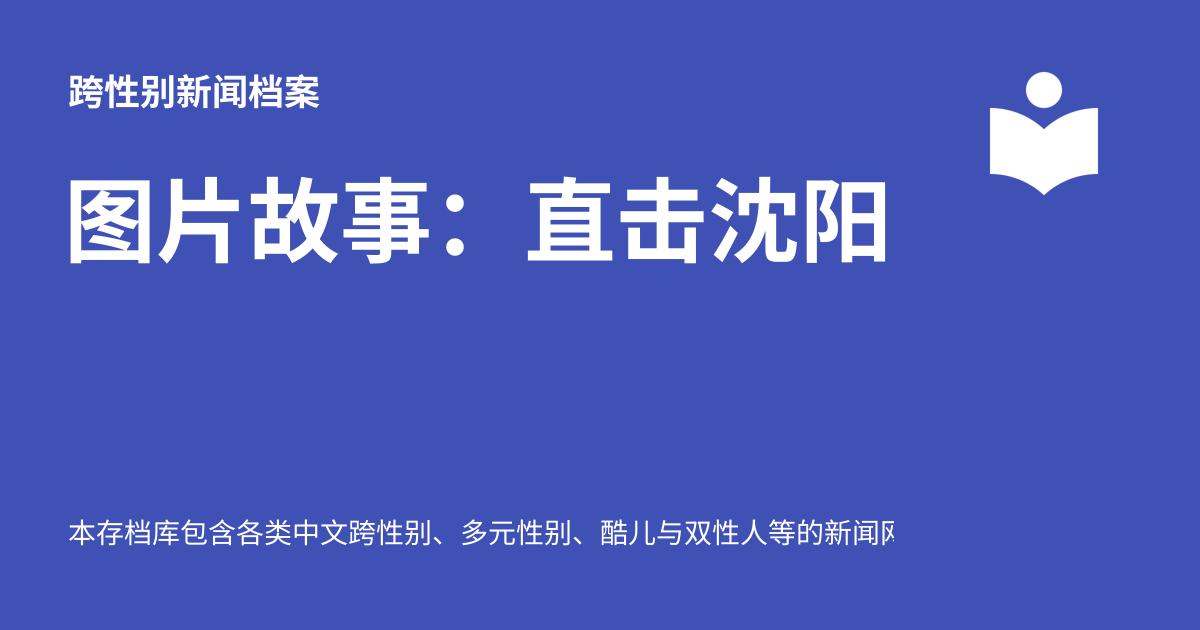 跨性别新闻档案
图片故事：直击沈阳
本存档库包含各类中文跨性别、多元性别、酷儿与双性人等的新闻